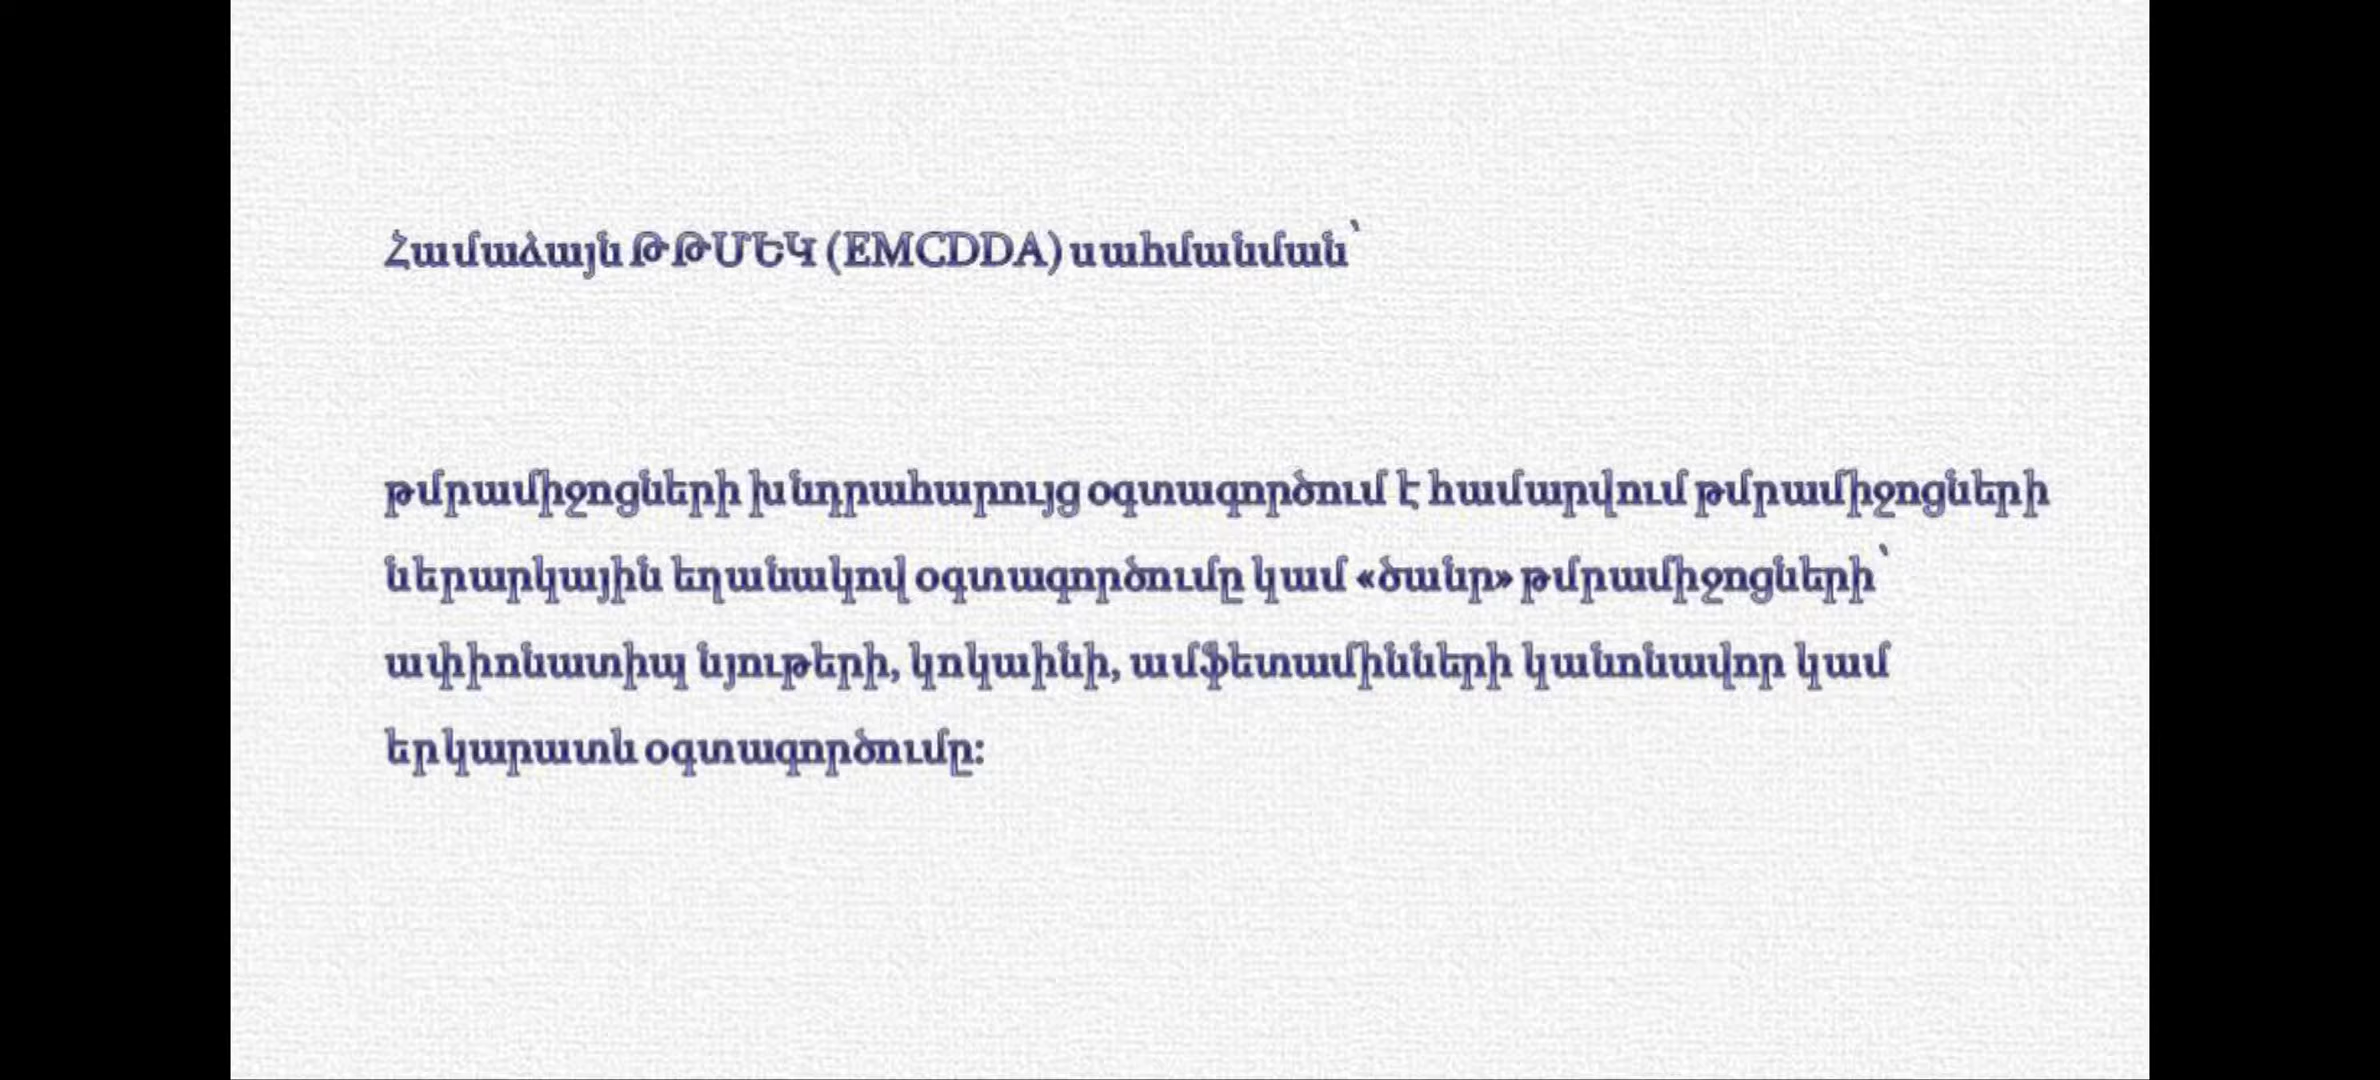 Համաձայն ԹԹՄԵԿ (EMCDDA) սահմանման՝
թմրամիջոցների խնդրահարույց օգտագործում է համարվում թմրամիջոցների
ներարկային եղանակով օգտագործումը կամ «ծանր» թմրամիջոցների՝
ափիոնատիպ նյութերի, կոկաինի, ամֆետամինների կանոնավոր կամ
երկարատև օգտագործումը: